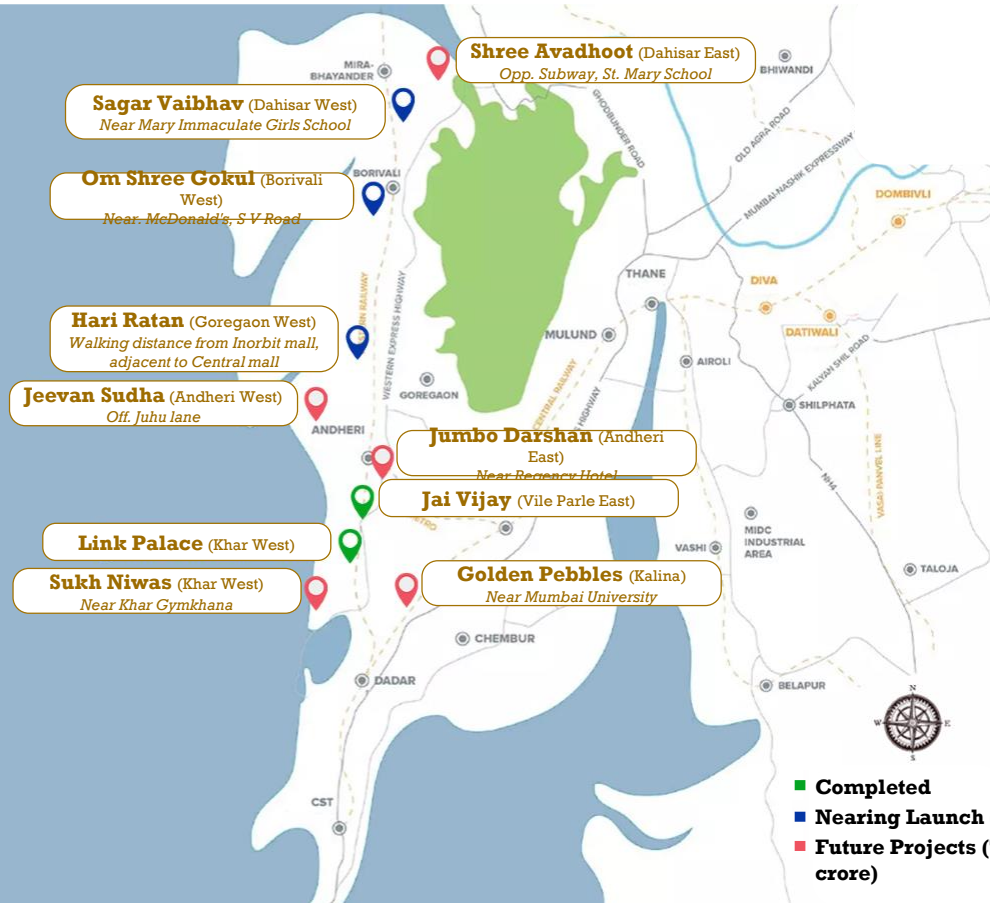 Shree Avadhoot (Dahisar East)
Opp. Subway, St. Mary School
MIRA-
BHAYANDER
BHIWANDI
Sagar Vaibhav (Dahisar West)
Near Mary Immaculate Girls School
GHODBUNDER ROAD
OLD AGRA ROAD
MUMBAI-NASHIK EXPRESSWAY
Om Shree Gokul (Borivali
West)
Near. McDonald's, S V Road
BORIVALI
DOMBIVLI
THANE
DIVA
Hari Ratan (Goregaon West)
Walking distance from Inorbit mall,
adjacent to Central mall
RAILWAY
WESTERN EXPRESS HIGHWAY
MULUND
DATIWALI
AIROLI
KALYAN SHIL ROAD
GOREGAON
CENTRAL RAILWAY
HIGHWAY
SHILPHATA
Jeevan Sudha (Andheri West)
Off. Juhu lane
ANDHERI
Jumbo Darshan (Andheri
East)
Near Regency Hotel
VASAI PANVEL LINE
NH4
Jai Vijay (Vile Parle East)
MIDC
INDUSTRIAL
AREA
Link Palace (Khar West)
VASHI
TALOJA
Sukh Niwas (Khar West)
Near Khar Gymkhana
Golden Pebbles (Kalina)
Near Mumbai University
CHEMBUR
DADAR
BELAPUR
N
W
E
S
CST
Completed
Nearing Launch
Future Projects (
crore)